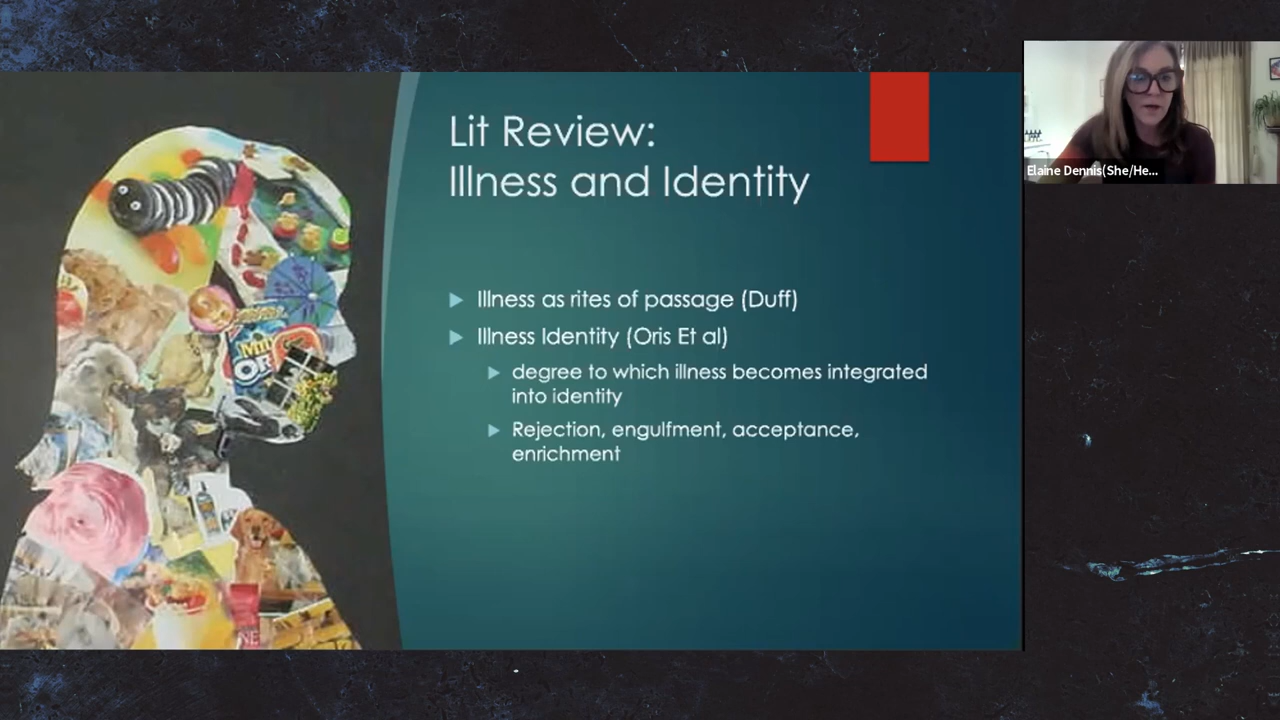 Lit Review:
Illness and Identity
Illness as rites of passage (Duff)
Illness Identity (Oris Et al)
degree to which illness becomes integrated
into identity
Rejection, engulfment, acceptance,
enrichment
Elaine Dennis(She/He...